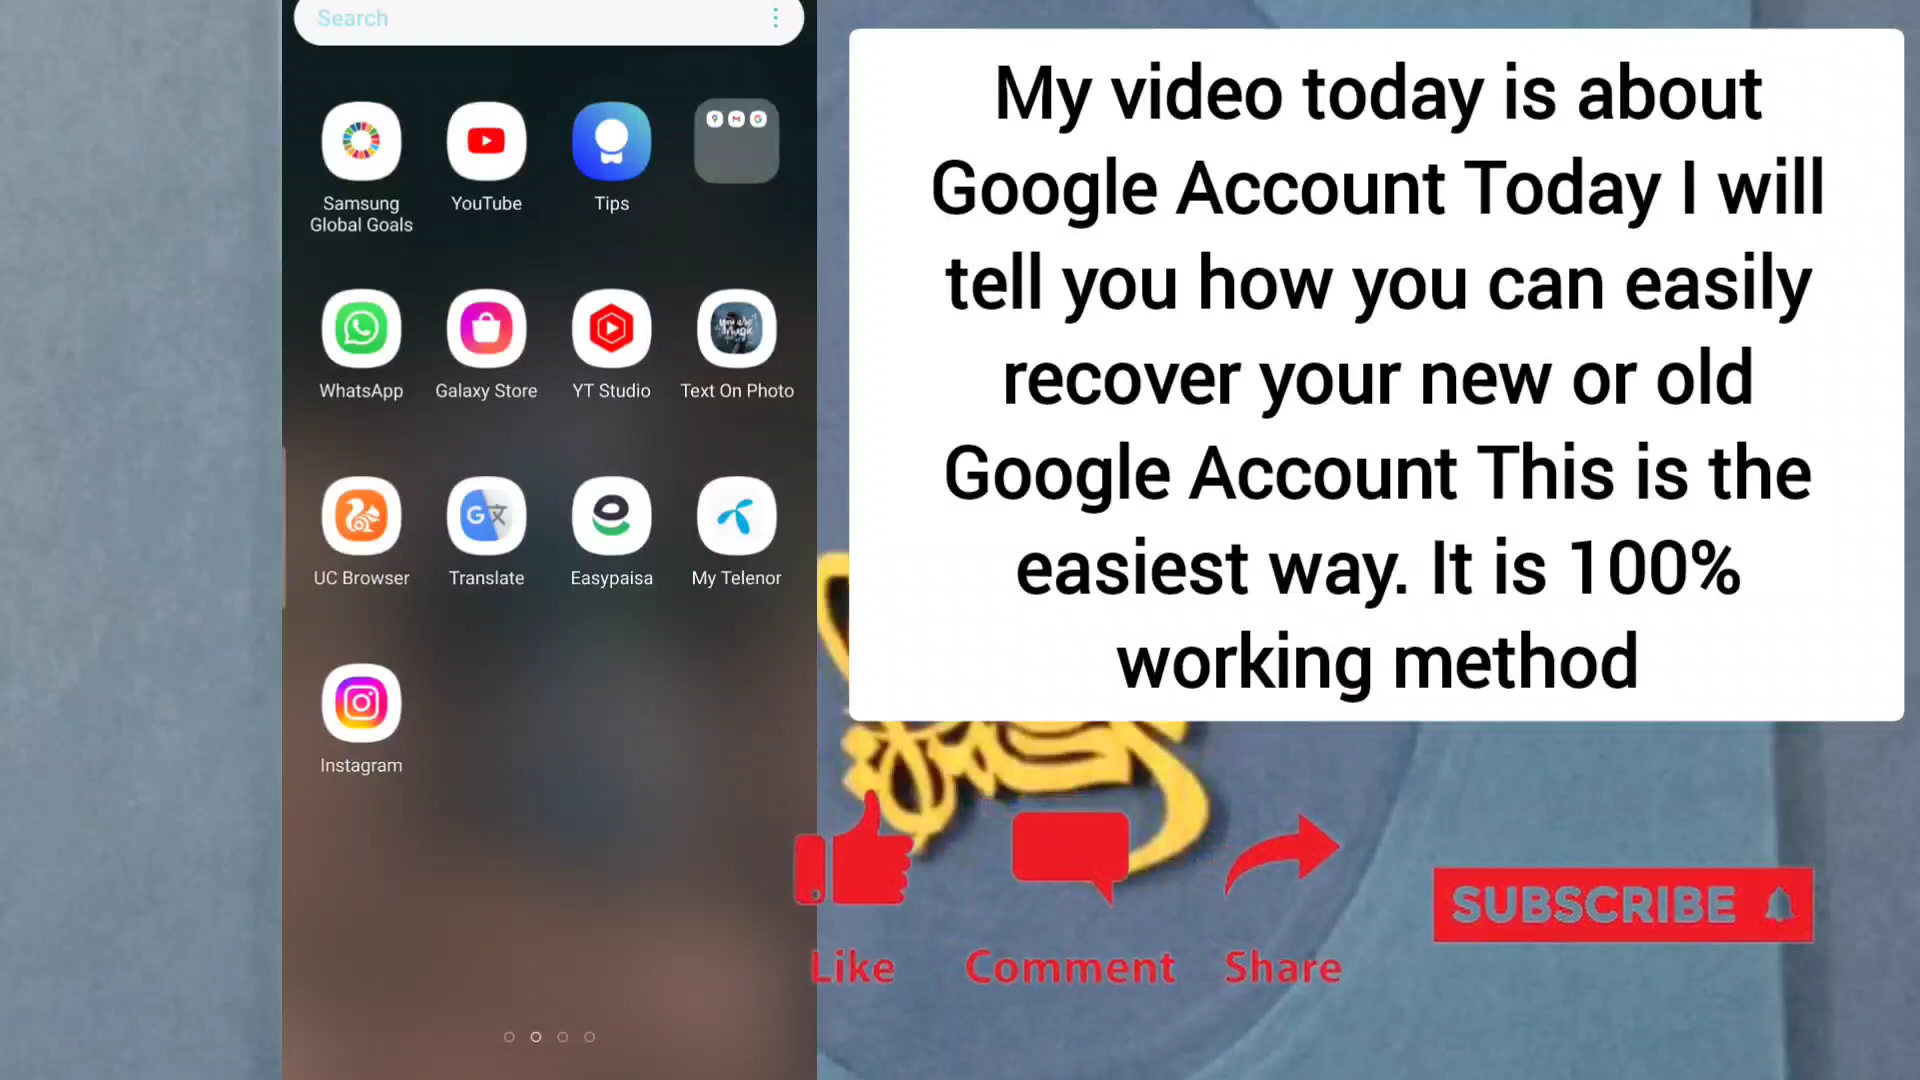 Search
Samsung
Global Goals
YouTube
Tips
WhatsApp
Galaxy Store
YT Studio
Text On Photo
UC Browser
Translate
Easypaisa
My Telenor
Instagram
My video today is about
Google Account Today I will
tell you how you can easily
recover your new or old
Google Account This is the
easiest way. It is 100%
working method
Like
Comment
Share
SUBSCRIBE